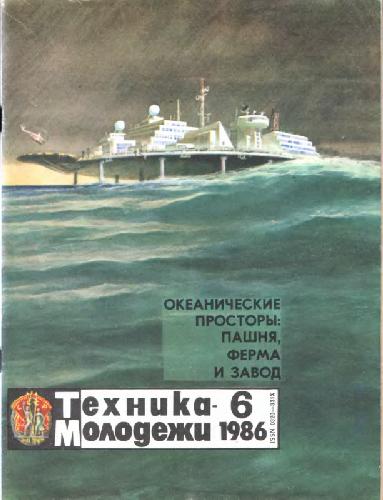 ОКЕАНИЧЕСКИЕ
ПРОСТОРЫ:
ПАШНЯ,
ФЕРМА
И ЗАВОД
Техника- 6
Молодежи 1986